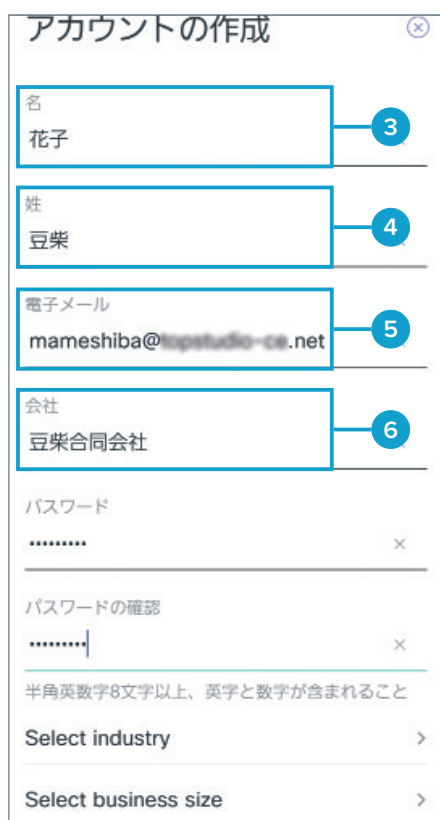 アカウントの作成
名
花子
3
姓
豆柴
4
電子メール
mameshiba@ .net
5
会社
豆柴合同会社
6
パスワード
•••••••••
パスワードの確認
•••••••••
半角英数字8文字以上、英字と数字が含まれること
Select industry
Select business size